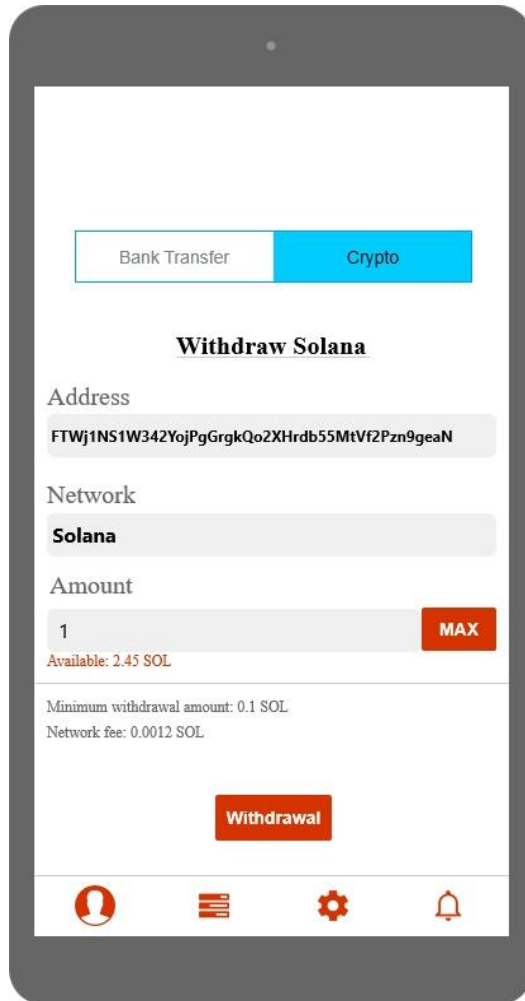 Bank Transfer
Crypto
Withdraw Solana
Address
FTWj1NS1W342YojPgGrgkQo2XHrdb55MtVf2Pzn9geaN
Network
Solana
Amount
1
MAX
Available: 2.45 SOL
Minimum withdrawal amount: 0.1 SOL
Network fee: 0.0012 SOL
Withdrawal